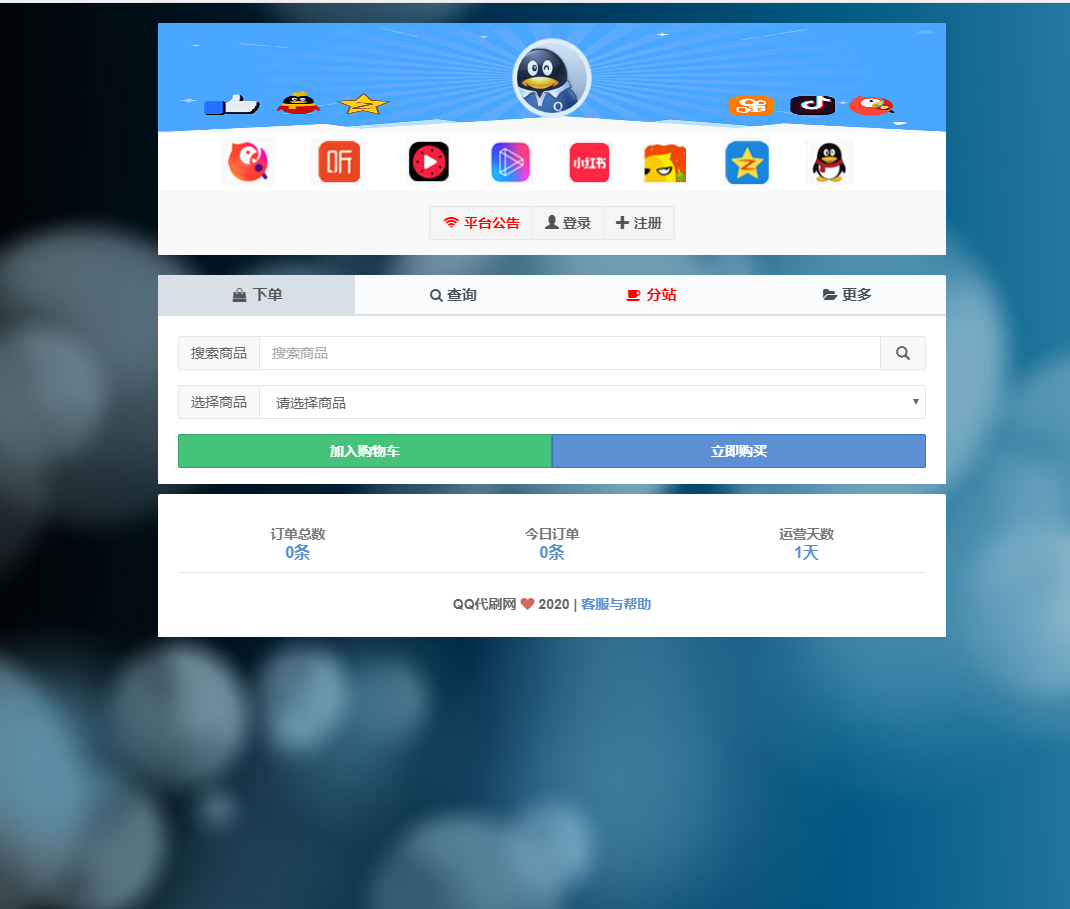 听
小红书
平台公告 登录 注册
下单 查询 分站 更多
搜索商品 搜索商品
选择商品 请选择商品
加入购物车 立即购买
订单总数 今日订单 运营天数
0条 0条 1天
QQ代刷网 ❤ 2020 | 客服与帮助